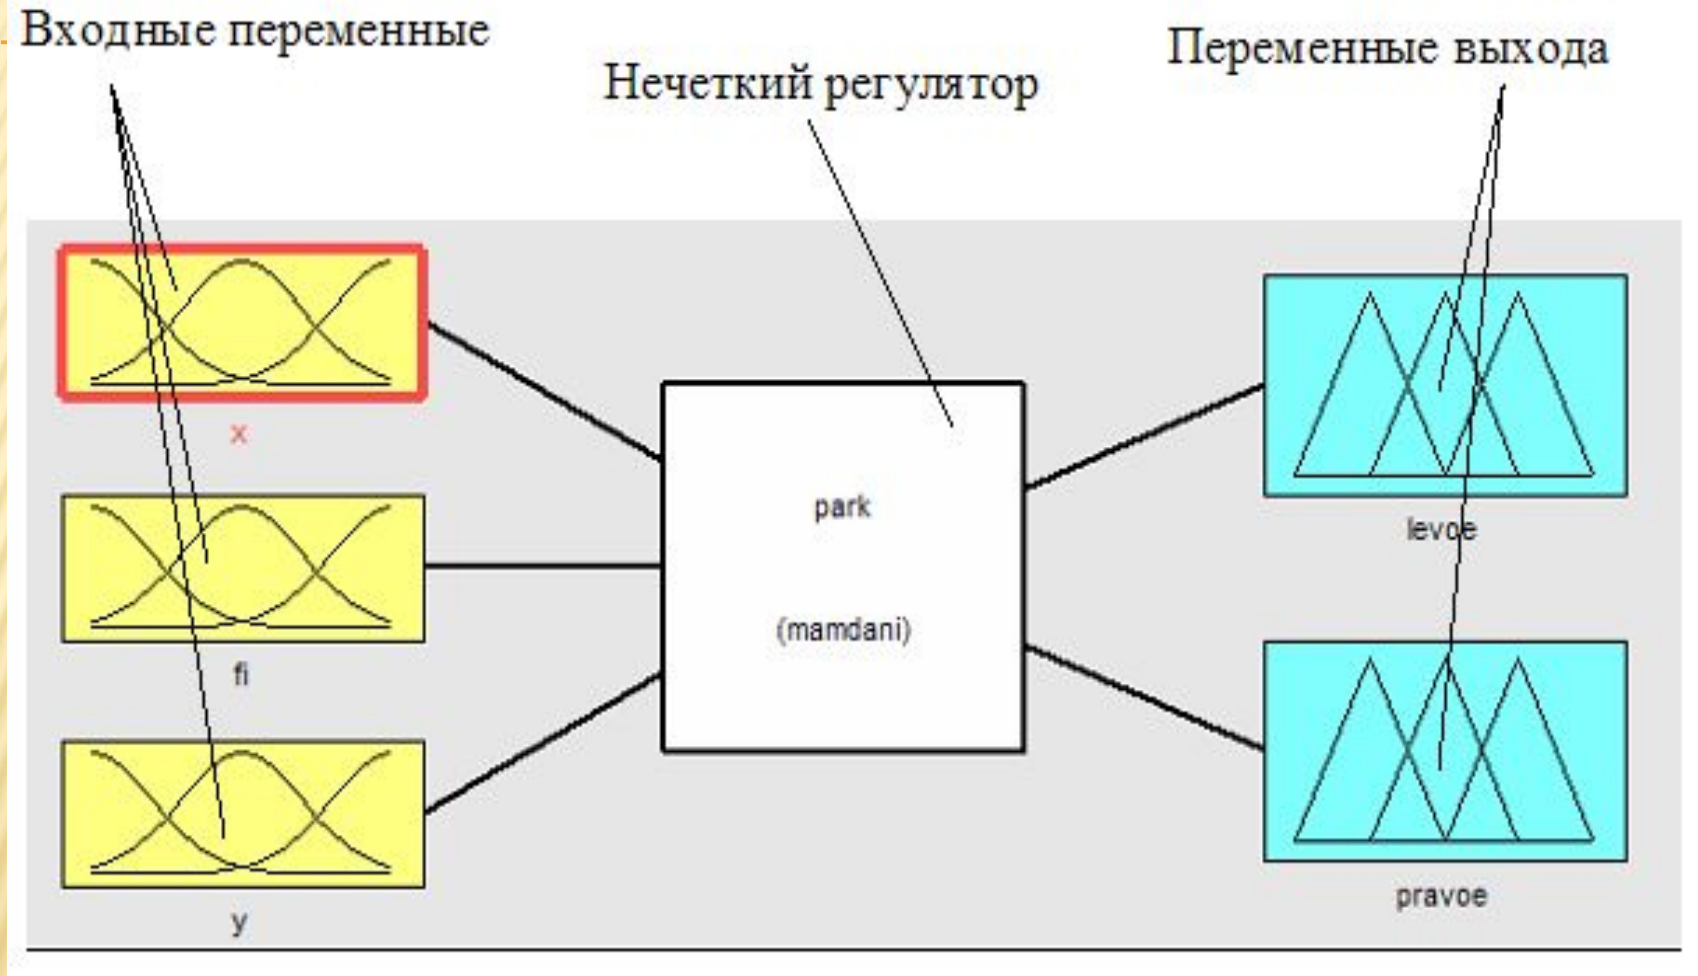 Входные переменные
Нечеткий регулятор
Переменные выхода
x
fi
y
park
(mamdani)
levoe
pravoe